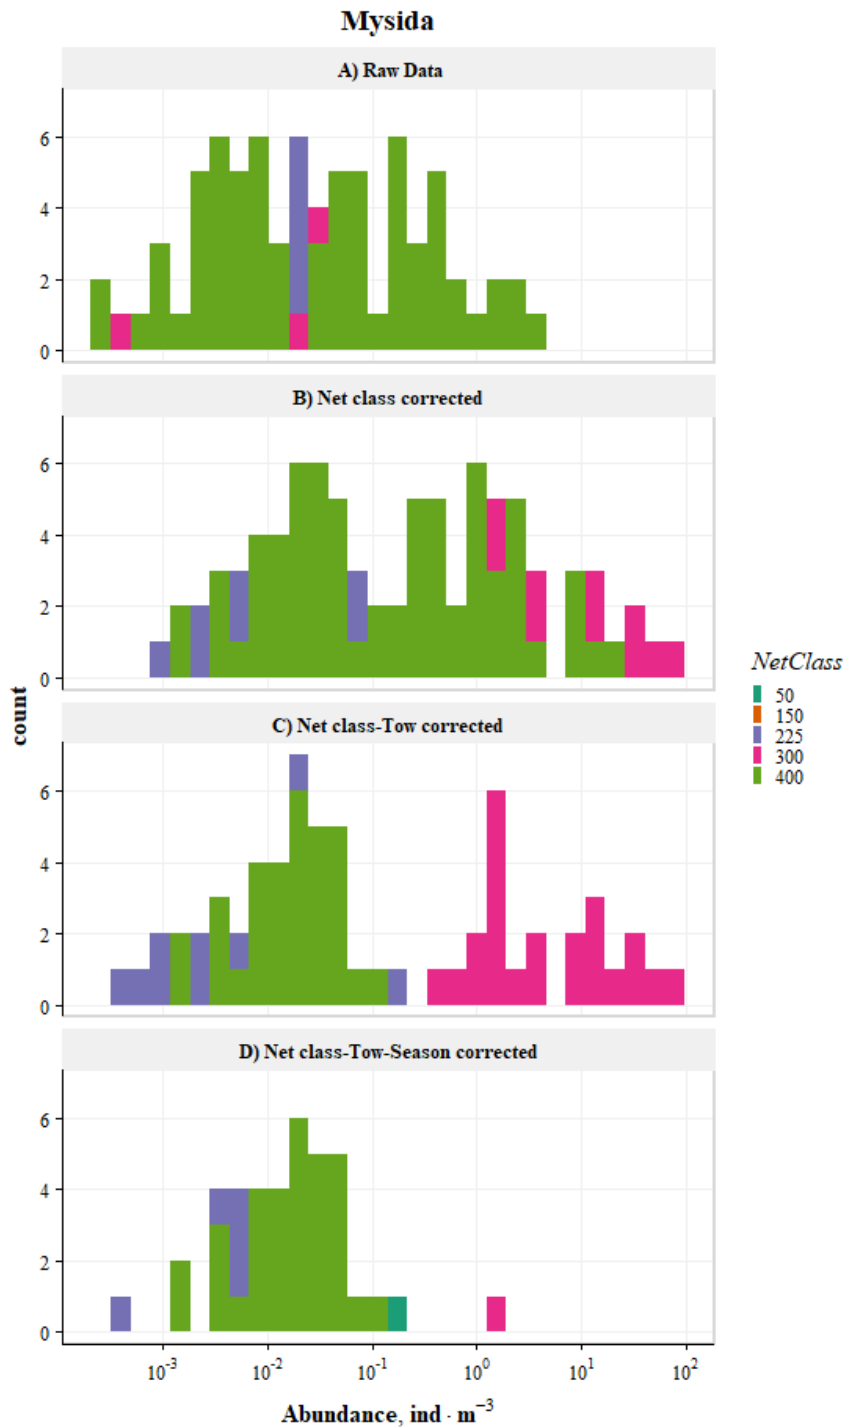 Mysida
A) Raw Data
6
4
2
0
B) Net class corrected
6
4
2
0
C) Net class-Tow corrected
6
4
2
0
D) Net class-Tow-Season corrected
6
4
2
0
count
10⁻³ 10⁻² 10⁻¹ 10⁰ 10¹ 10²
Abundance, ind · m⁻³
NetClass
50
150
225
300
400